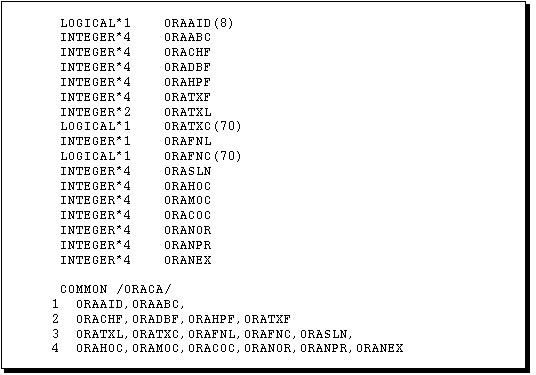 LOGICAL*1 ORAAID(8)
INTEGER*4 ORAABC
INTEGER*4 ORACHF
INTEGER*4 ORADBF
INTEGER*4 ORAHPF
INTEGER*4 ORATXF
INTEGER*2 ORATXL
LOGICAL*1 ORATXC(70)
INTEGER*1 ORAFNL
LOGICAL*1 ORAFNC(70)
INTEGER*4 ORASLN
INTEGER*4 ORAHOC
INTEGER*4 ORAMOC
INTEGER*4 ORACOC
INTEGER*4 ORANOR
INTEGER*4 ORANPR
INTEGER*4 ORANEX
COMMON /ORACA/
1 ORAAID,ORAABC,
2 ORACHF,ORADBF,ORAHPF,ORATXF
3 ORATXL,ORATXC,ORAFNL,ORAFNC,ORASLN,
4 ORAHOC,ORAMOC,ORACOC,ORANOR,ORANPR,ORANEX